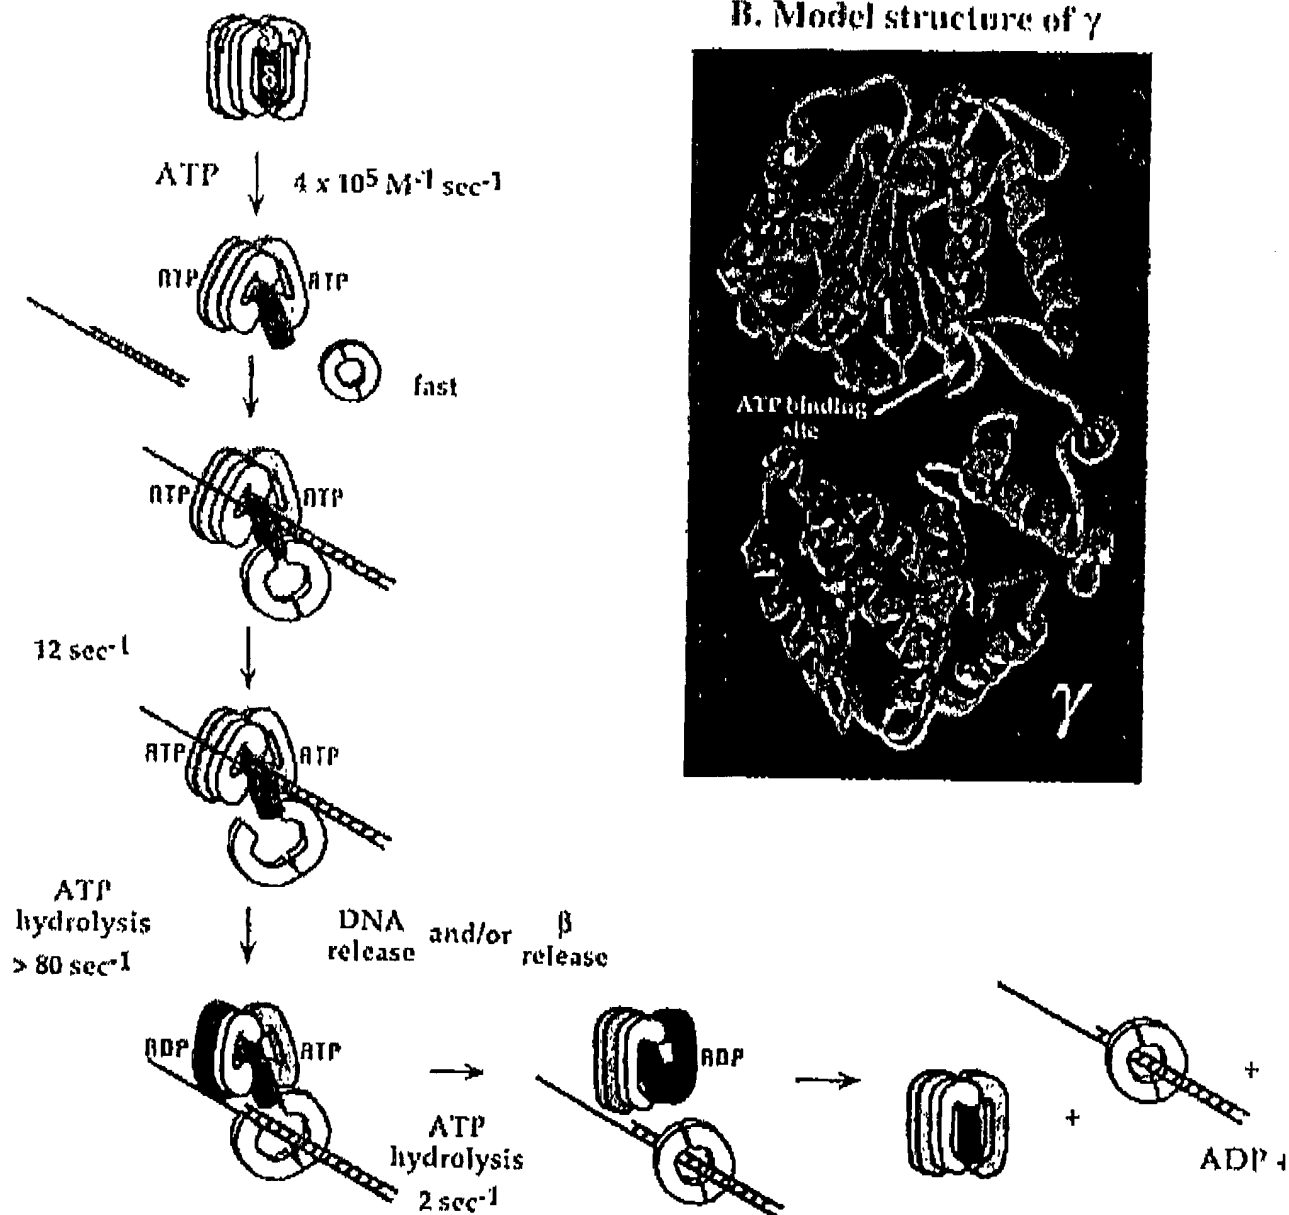 B. Model structure of γ
δ
ATP
4 x 10⁵ M⁻¹ sec⁻¹
ATP
ATP
fast
ATP
ATP
12 sec⁻¹
ATP
ATP
ATP
hydrolysis
> 80 sec⁻¹
DNA
release
and/or
β
release
ADP
ATP
ATP
hydrolysis
2 sec⁻¹
ADP
+
+
ADP +
ATP binding
site
γ